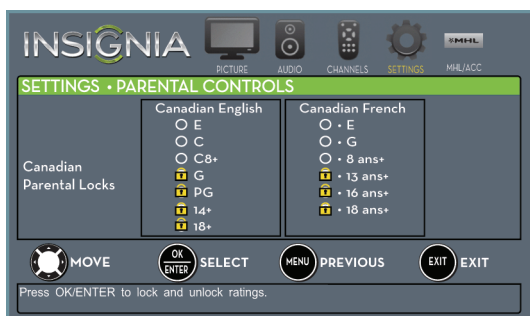 INSIGNIA
PICTURE AUDIO CHANNELS SETTINGS MHL/ACC
MHL
SETTINGS • PARENTAL CONTROLS
Canadian Parental Locks
Canadian English
E
C
C8+
G
PG
14+
18+
Canadian French
• E
• G
• 8 ans+
• 13 ans+
• 16 ans+
• 18 ans+
MOVE
OK
ENTER
SELECT
MENU
PREVIOUS
EXIT
EXIT
Press OK/ENTER to lock and unlock ratings.